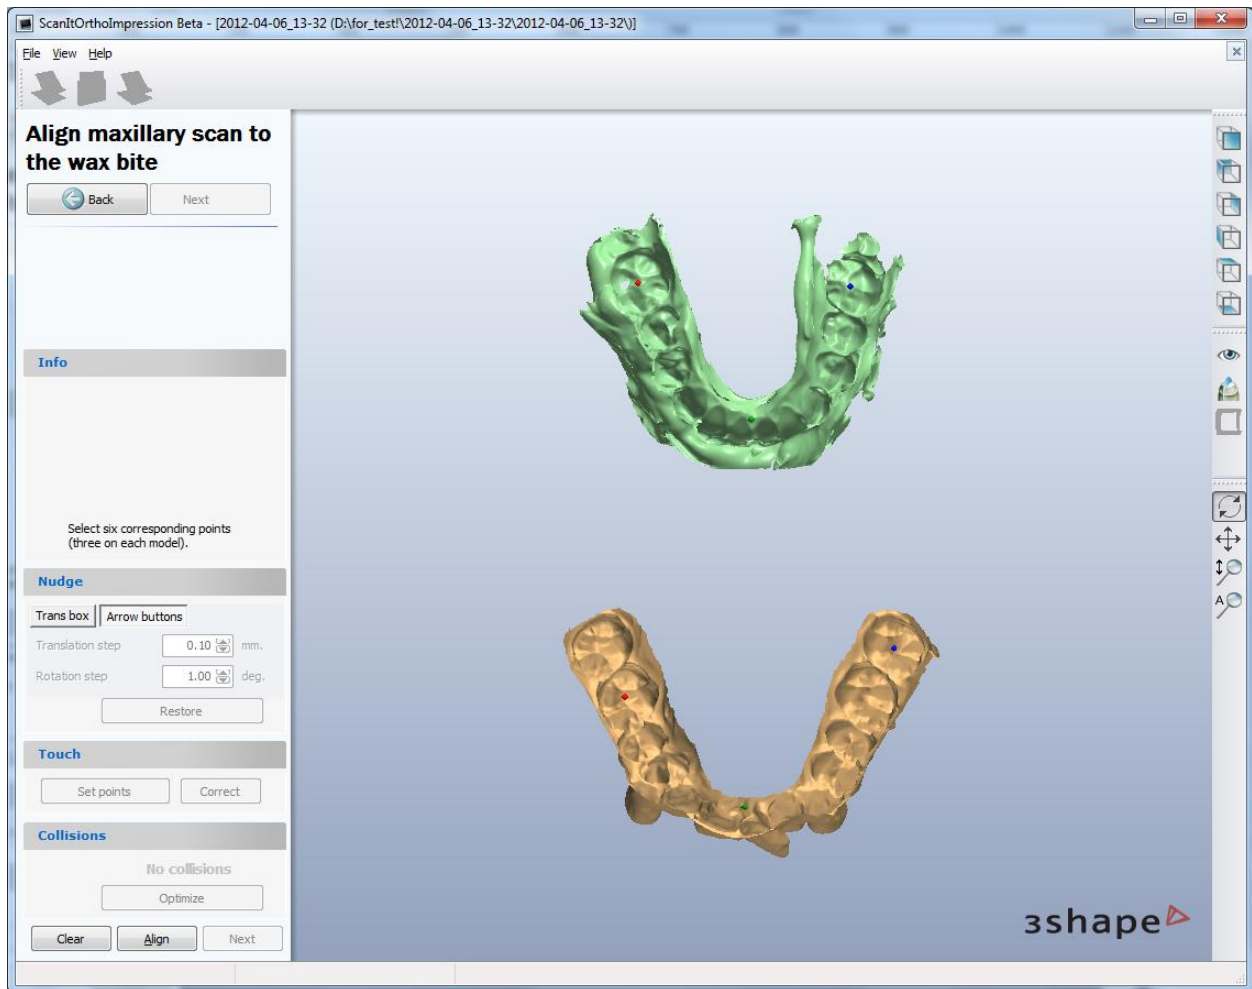 ScanItOrthoImpression Beta - [2012-04-06_13-32 (D:\for_test!\2012-04-06_13-32\2012-04-06_13-32\)]
File View Help
Align maxillary scan to
the wax bite
Back Next
Info
Select six corresponding points
(three on each model).
Nudge
Trans box Arrow buttons
Translation step 0.10 mm.
Rotation step 1.00 deg.
Restore
Touch
Set points Correct
Collisions
No collisions
Optimize
Clear Align Next
3shape
A